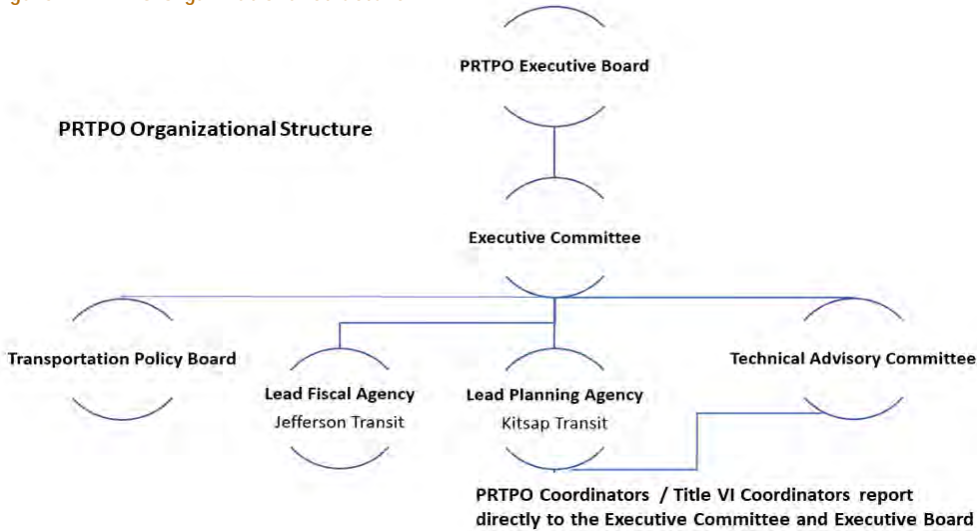 PRTPO Executive Board
PRTPO Organizational Structure
Executive Committee
Transportation Policy Board
Technical Advisory Committee
Lead Fiscal Agency
Jefferson Transit
Lead Planning Agency
Kitsap Transit
PRTPO Coordinators / Title VI Coordinators report
directly to the Executive Committee and Executive Board